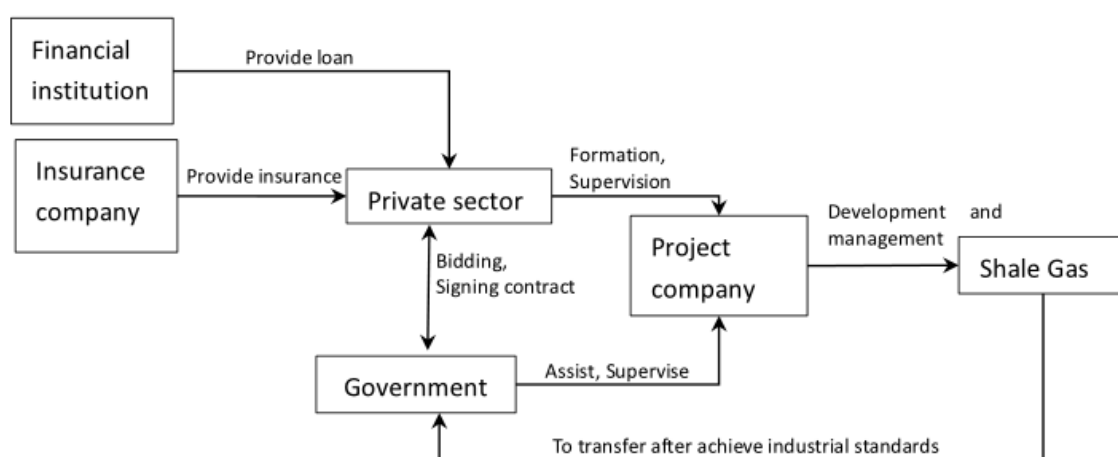 Financial
institution
Provide loan
Insurance
company
Provide insurance
Private sector
Formation,
Supervision
Project
company
Development and
management
Shale Gas
Bidding,
Signing contract
Government
Assist, Supervise
To transfer after achieve industrial standards